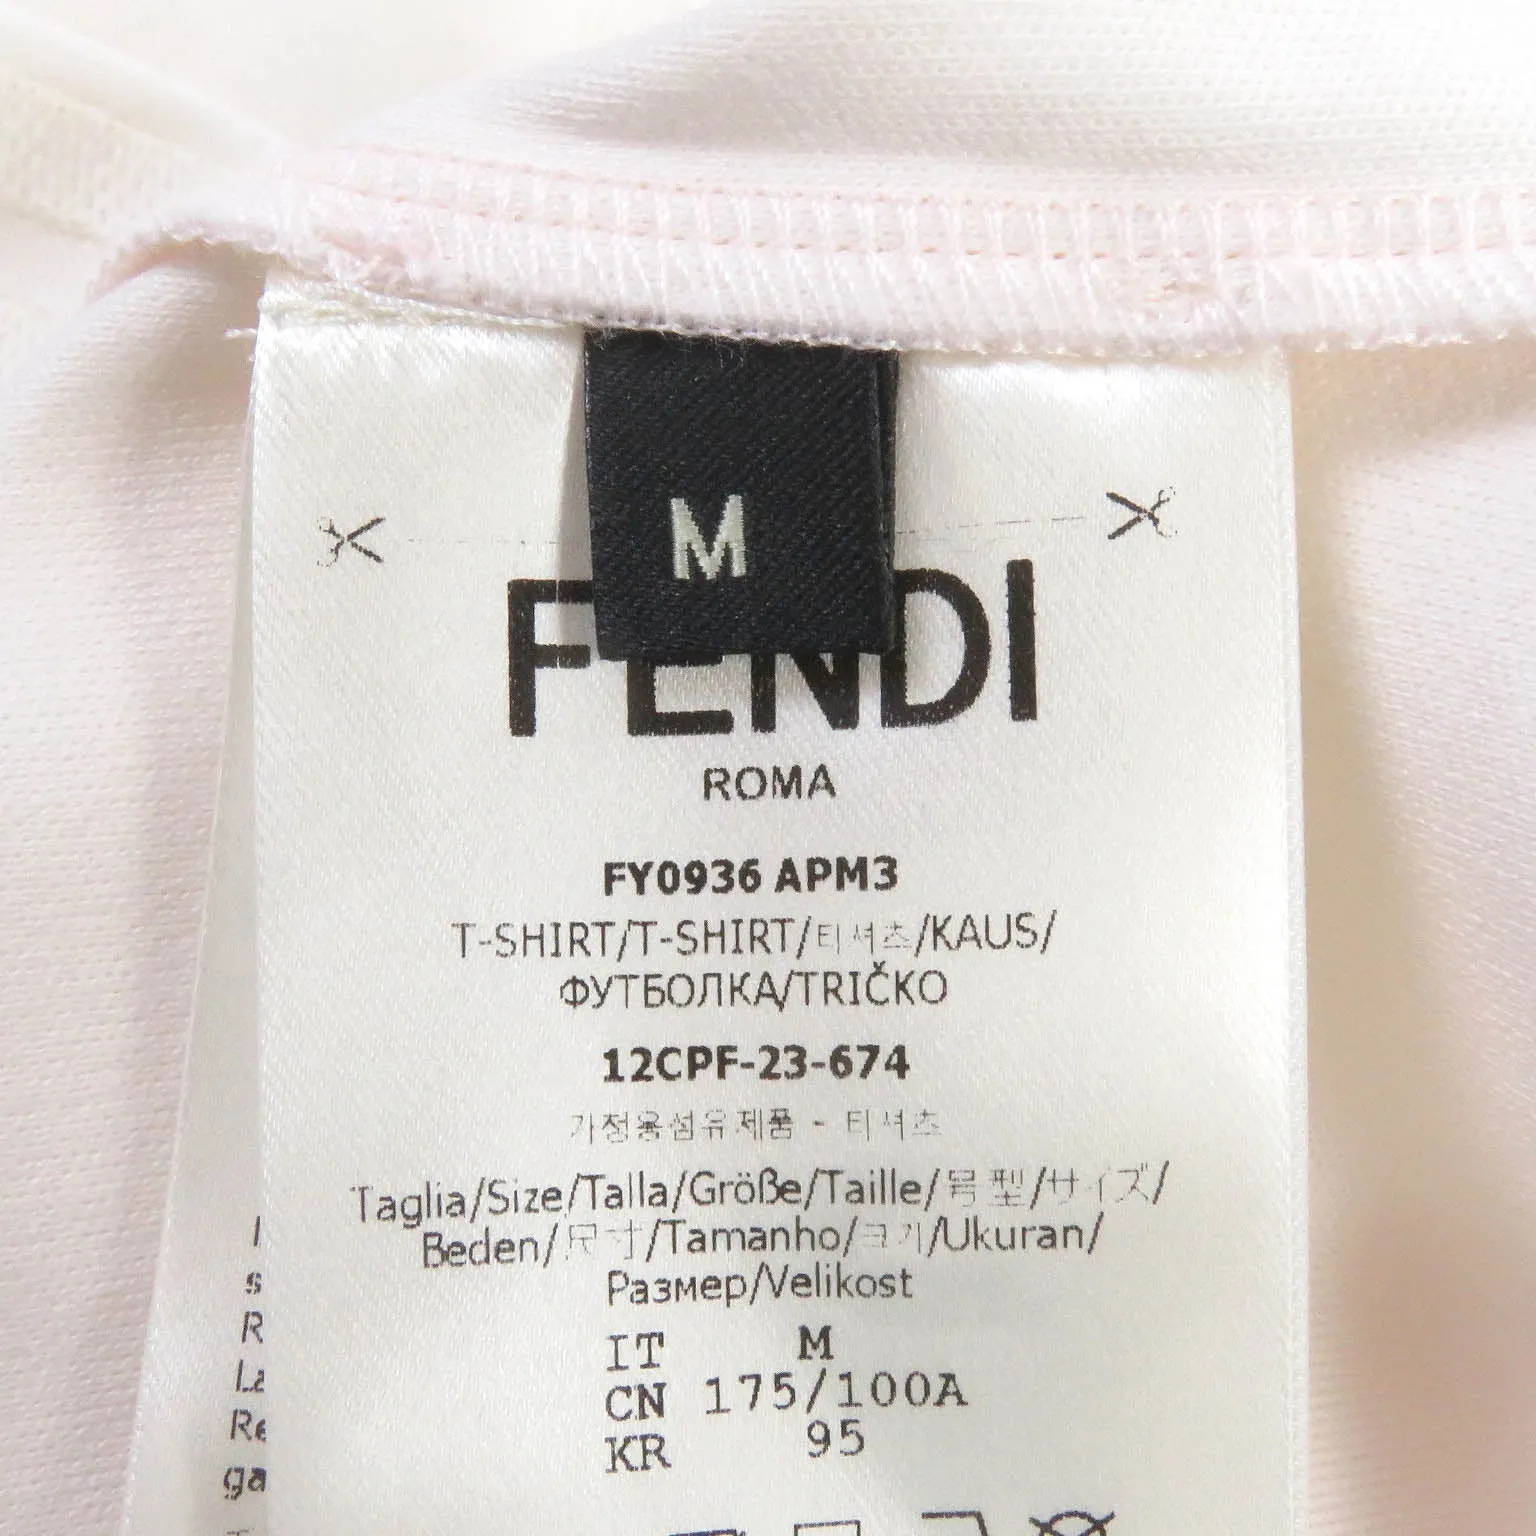 M
FENDI
ROMA
FY0936 APM3
T-SHIRT/T-SHIRT/티셔츠/KAUS/
ФУТБОЛКА/TRIČKO
12CPF-23-674
가정용섬유제품 - 티셔츠
Taglia/Size/Talla/Größe/Taille/号型/サイズ/
Beden/尺寸/Tamanho/크기/Ukuran/
Размер/Velikost
IT M
CN 175/100A
KR 95